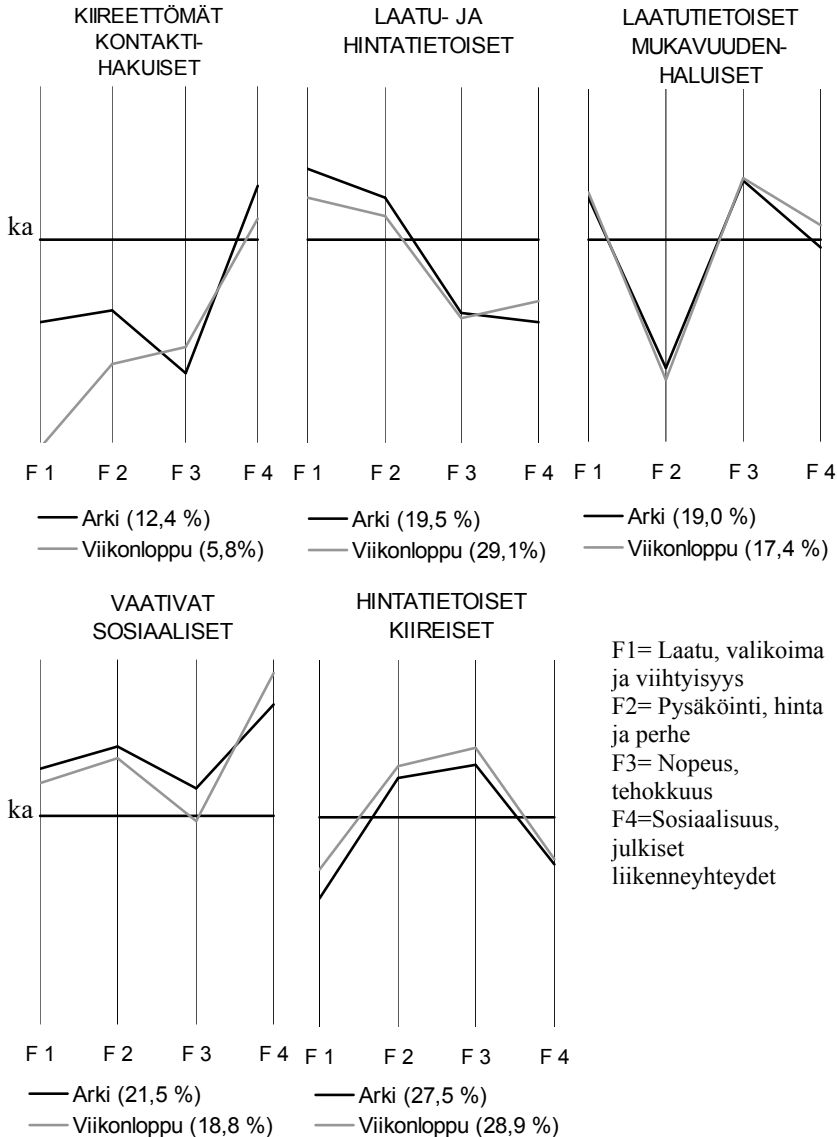 KIIREETTÖMÄT
KONTAKTI-
HAKUISET
ka
F 1 F 2 F 3 F 4
Arki (12,4 %)
Viikonloppu (5,8%)
LAATU- JA
HINTATIETOISET
F 1 F 2 F 3 F 4
Arki (19,5 %)
Viikonloppu (29,1%)
LAATUTIETOISET
MUKAVUUDEN-
HALUISET
F 1 F 2 F 3 F 4
Arki (19,0 %)
Viikonloppu (17,4 %)
VAATIVAT
SOSIAALISET
ka
F 1 F 2 F 3 F 4
Arki (21,5 %)
Viikonloppu (18,8 %)
HINTATIETOISET
KIIREISET
F 1 F 2 F 3 F 4
Arki (27,5 %)
Viikonloppu (28,9 %)
F1= Laatu, valikoima
ja viihtyisyys
F2= Pysäköinti, hinta
ja perhe
F3= Nopeus,
tehokkuus
F4=Sosiaalisuus,
julkiset
liikenneyhteydet